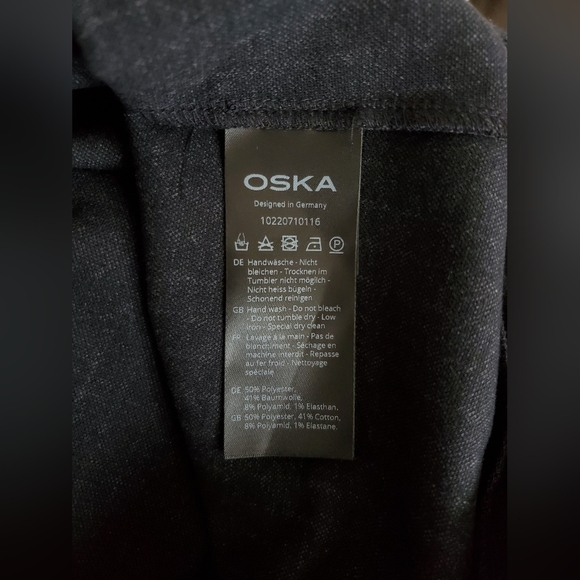 OSKA
Designed in Germany
10220710116
P
DE Handwäsche - Nicht
bleichen - Trocknen im
Tumbler nicht möglich -
Nicht heiss bügeln -
Schonend reinigen
GB Hand wash - Do not bleach
- Do not tumble dry - Low
iron - Special dry clean
FR Lavage à la main - Pas de
blanchiment - Séchage en
machine interdit - Repasse
au fer froid - Nettoyage
spéciale
DE 50% Polyester,
41% Baumwolle,
8% Polyamid, 1% Elasthan,
GB 50% Polyester, 41% Cotton,
8% Polyamid, 1% Elastane,